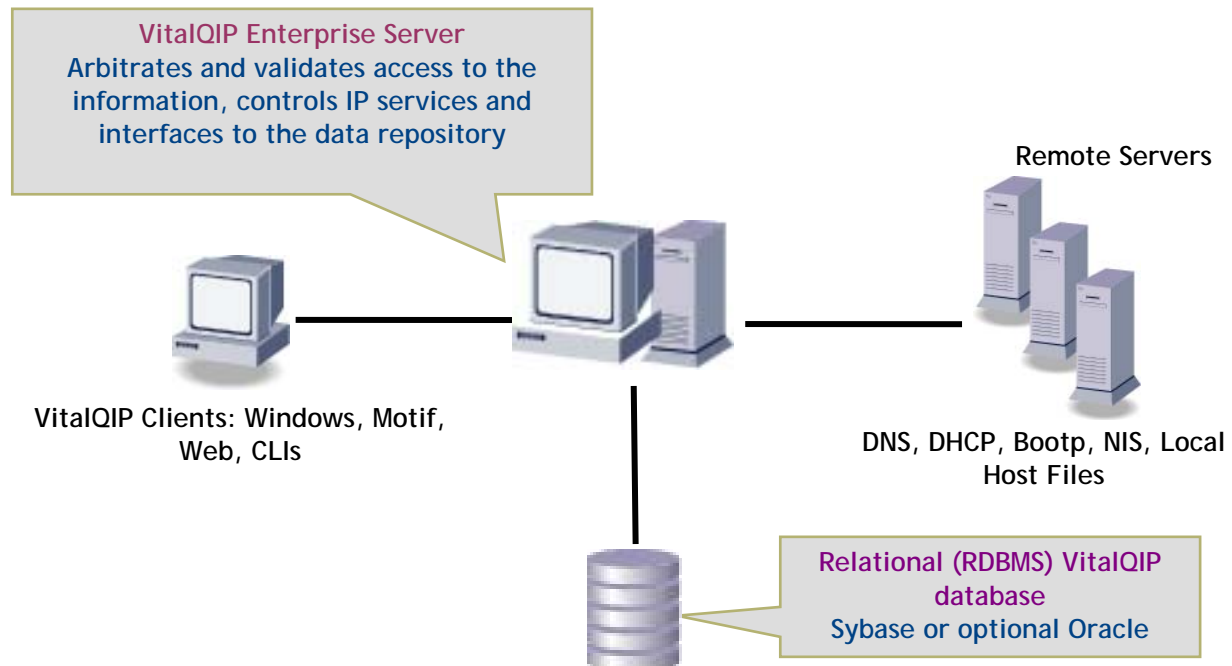 VitalQIP Enterprise Server
Arbitrates and validates access to the
information, controls IP services and
interfaces to the data repository
Remote Servers
VitalQIP Clients: Windows, Motif,
Web, CLIs
DNS, DHCP, Bootp, NIS, Local
Host Files
Relational (RDBMS) VitalQIP
database
Sybase or optional Oracle